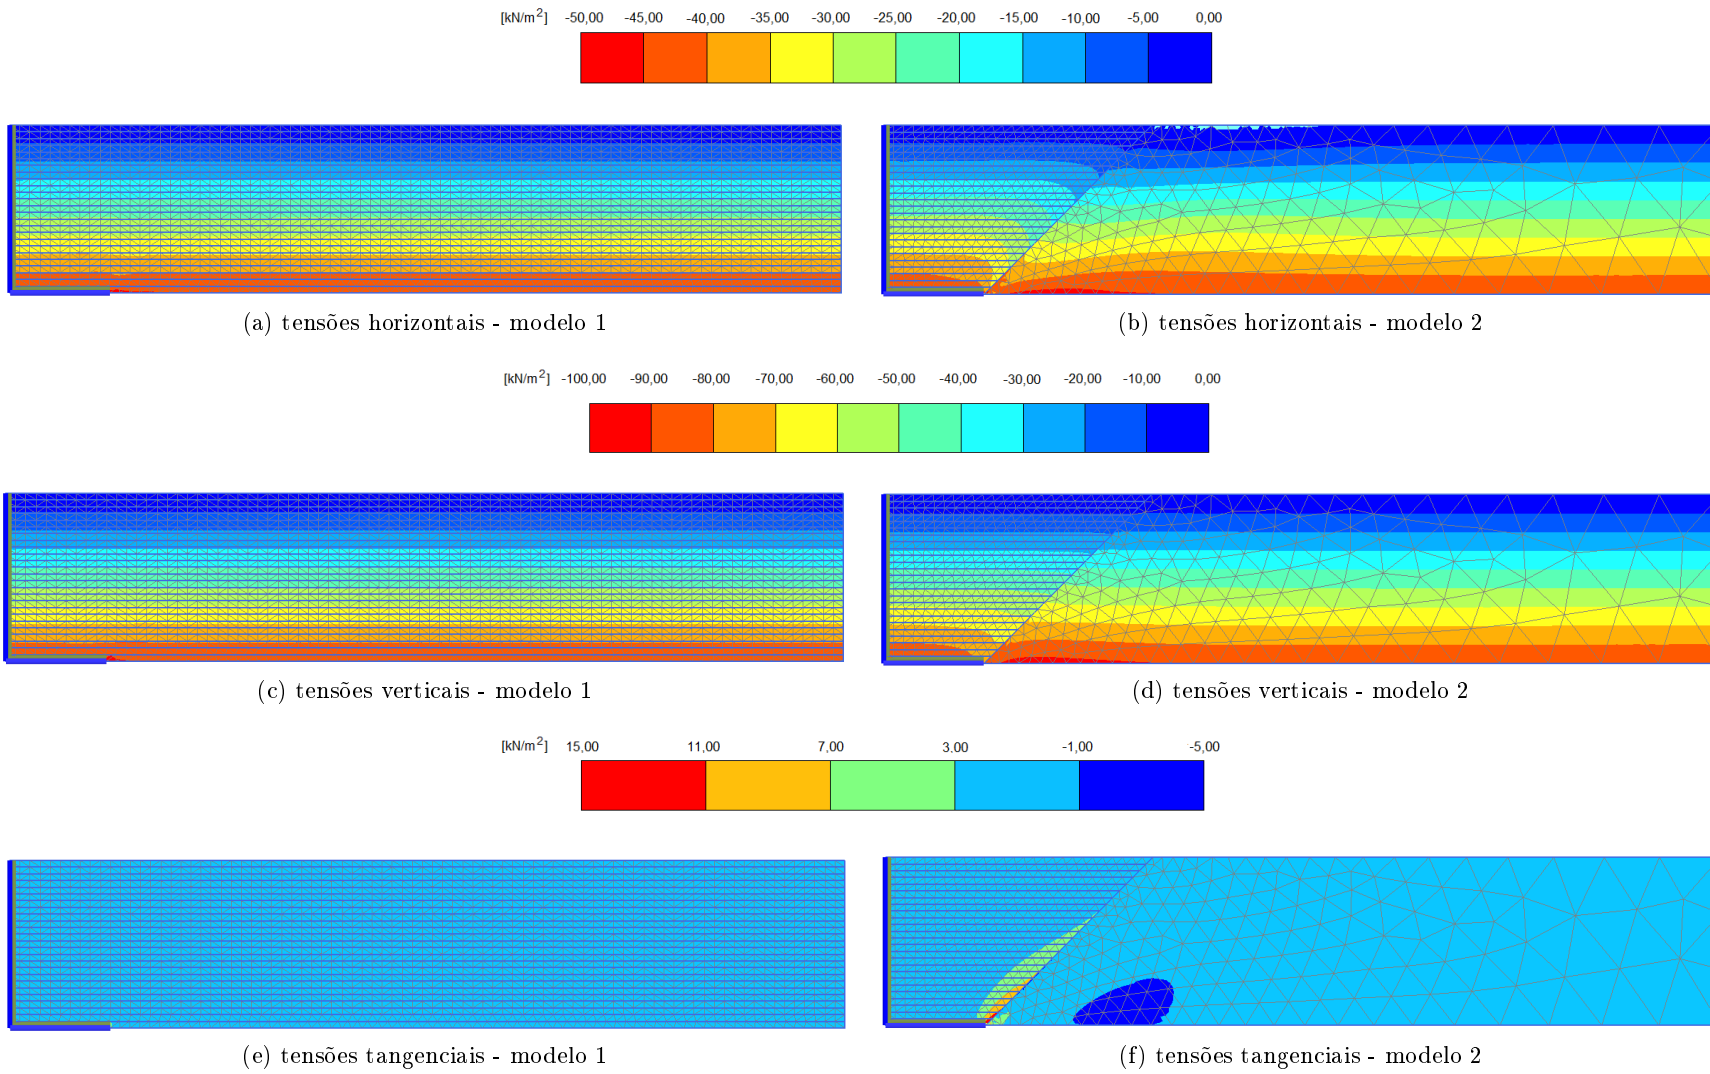 [kN/m²] -50,00 -45,00 -40,00 -35,00 -30,00 -25,00 -20,00 -15,00 -10,00 -5,00 0,00
(a) tensões horizontais - modelo 1
(b) tensões horizontais - modelo 2
[kN/m²] -100,00 -90,00 -80,00 -70,00 -60,00 -50,00 -40,00 -30,00 -20,00 -10,00 0,00
(c) tensões verticais - modelo 1
(d) tensões verticais - modelo 2
[kN/m²] 15,00 11,00 7,00 3,00 -1,00 -5,00
(e) tensões tangenciais - modelo 1
(f) tensões tangenciais - modelo 2